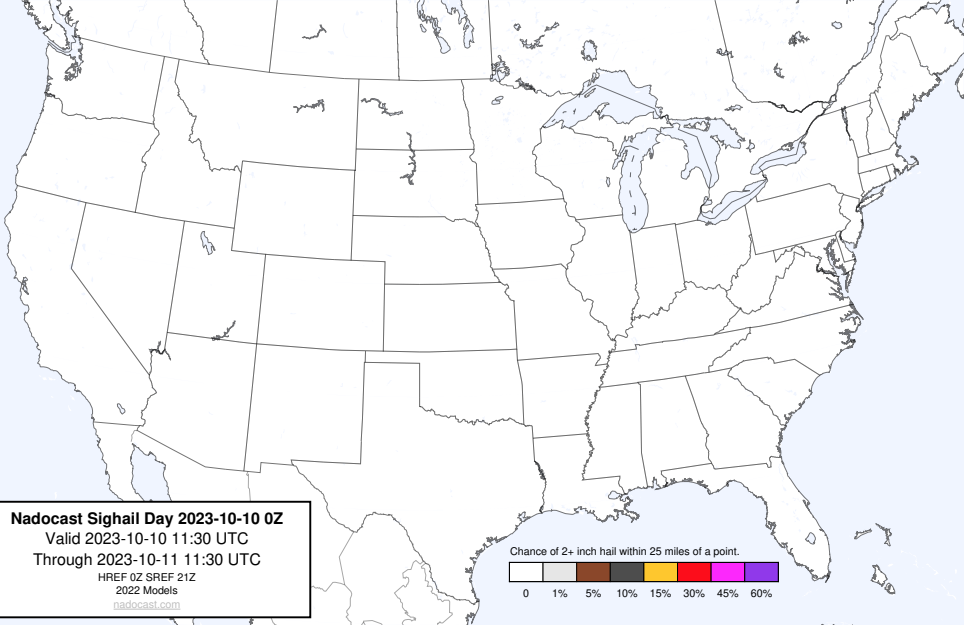 Nadocast Sighail Day 2023-10-10 0Z
Valid 2023-10-10 11:30 UTC
Through 2023-10-11 11:30 UTC
HREF 0Z SREF 21Z
2022 Models
nadocast.com
Chance of 2+ inch hail within 25 miles of a point.
0 1% 5% 10% 15% 30% 45% 60%